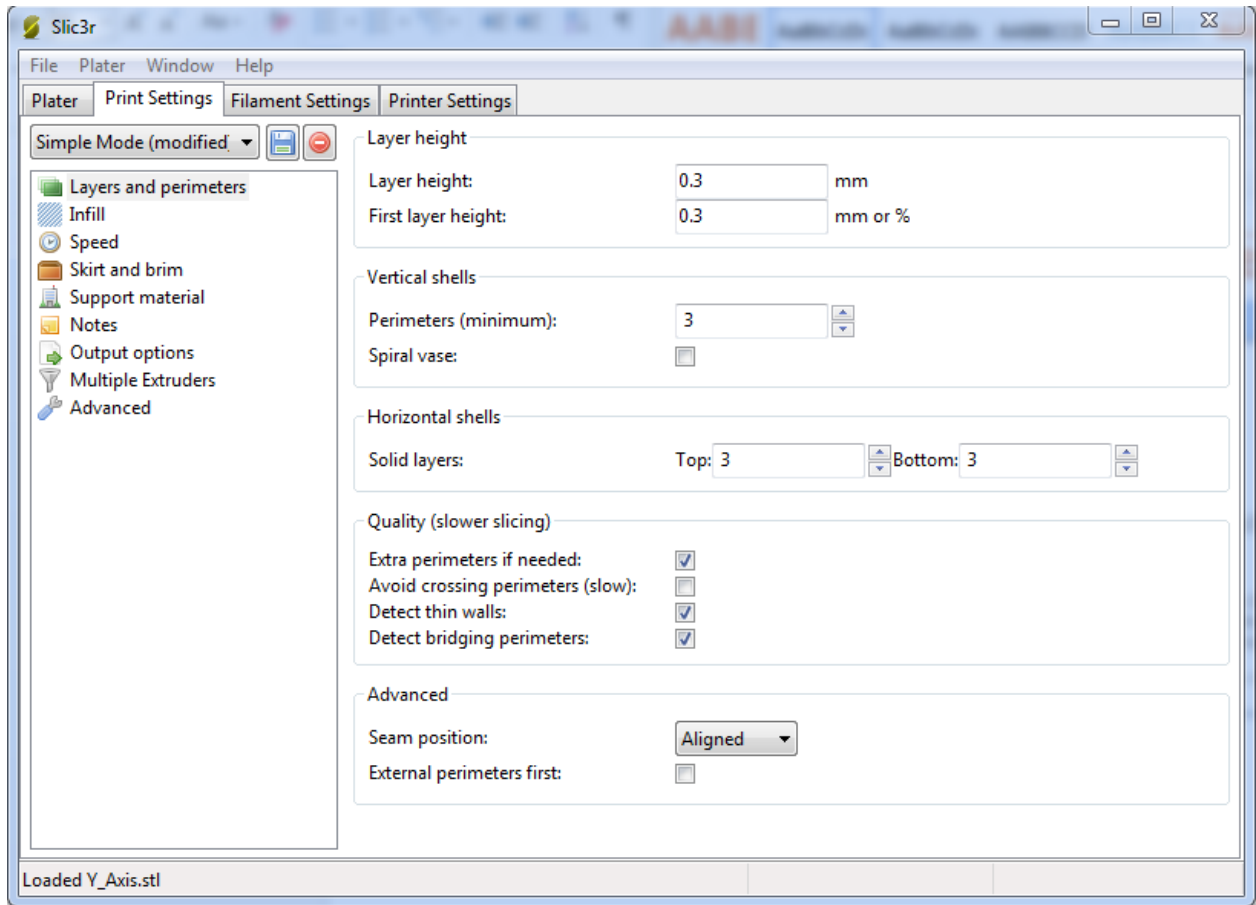 Slic3r
File Plater Window Help
Plater Print Settings Filament Settings Printer Settings
Simple Mode (modified)
Layers and perimeters
Infill
Speed
Skirt and brim
Support material
Notes
Output options
Multiple Extruders
Advanced
Layer height
Layer height: 0.3 mm
First layer height: 0.3 mm or %
Vertical shells
Perimeters (minimum): 3
Spiral vase:
Horizontal shells
Solid layers: Top: 3 Bottom: 3
Quality (slower slicing)
Extra perimeters if needed:
Avoid crossing perimeters (slow):
Detect thin walls:
Detect bridging perimeters:
Advanced
Seam position: Aligned
External perimeters first:
Loaded Y_Axis.stl